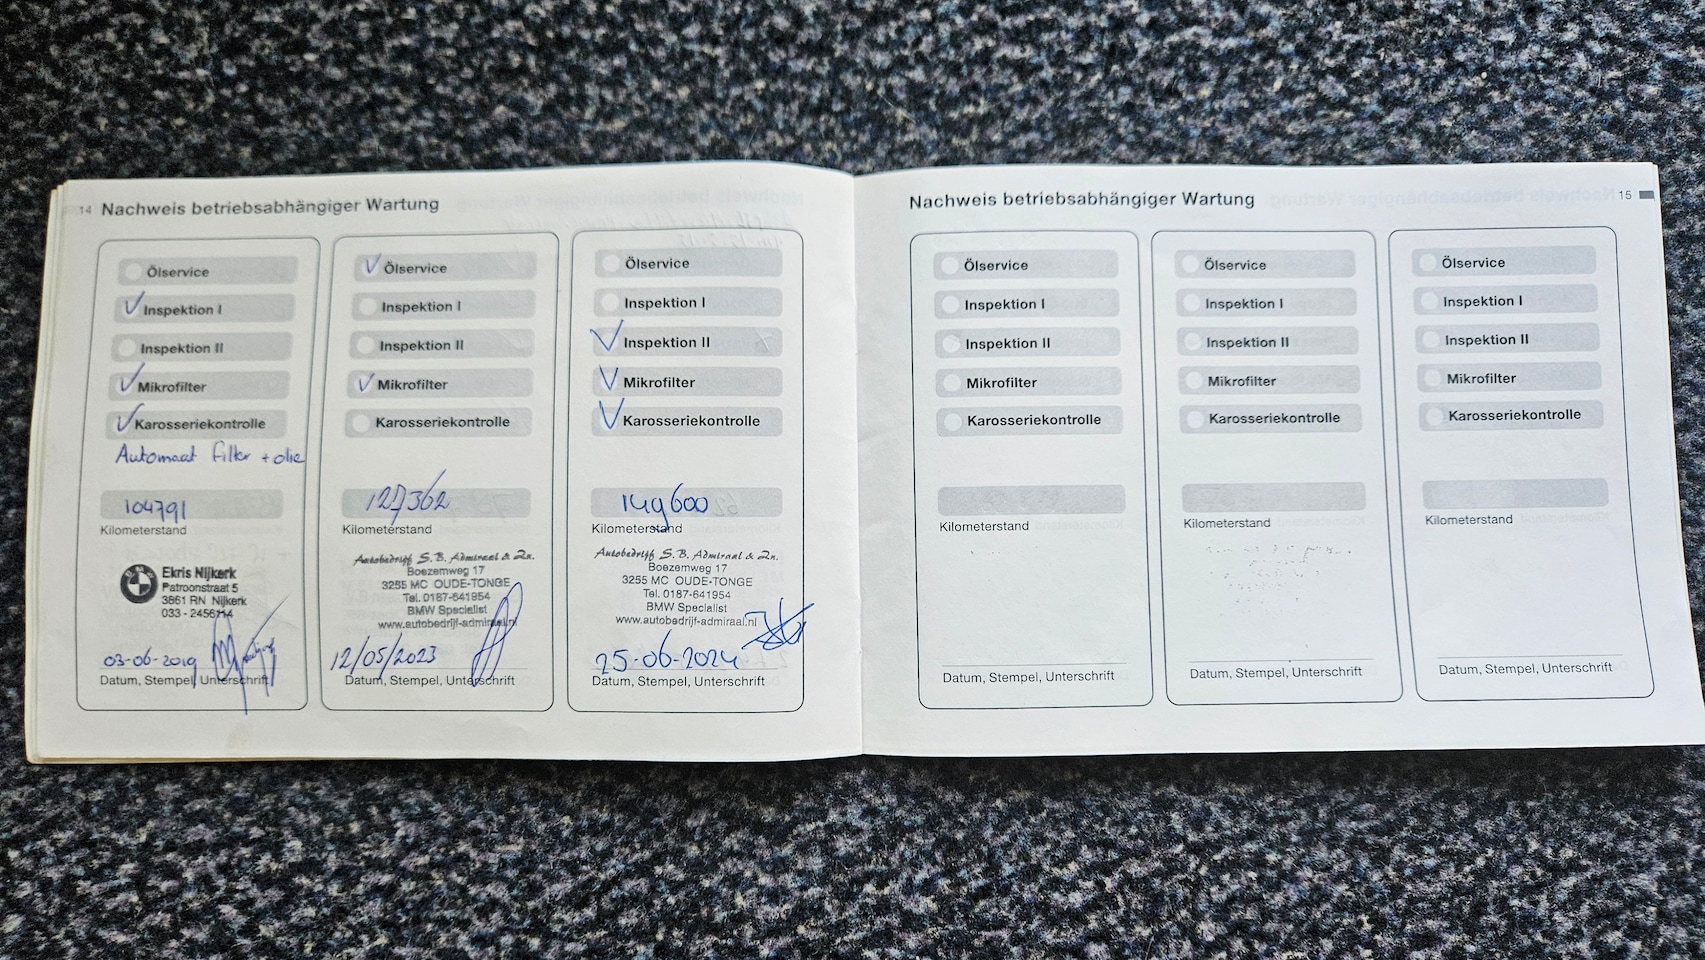 14 Nachweis betriebsabhängiger Wartung
Ölservice
Inspektion I
Inspektion II
Mikrofilter
Karosseriekontrolle
Automaat filter + olie
104791
Kilometerstand
Ekris Nijkerk
Patroonstraat 5
3861 RN Nijkerk
033 - 2456114
03-06-2019
Datum, Stempel, Unterschrift
Ölservice
Inspektion I
Inspektion II
Mikrofilter
Karosseriekontrolle
127362
Kilometerstand
Autobedrijf S.B. Admiraal & Zn.
Boezemweg 17
3255 MC OUDE-TONGE
Tel. 0187-641954
BMW Specialist
www.autobedrijf-admiraal.nl
12/05/2023
Datum, Stempel, Unterschrift
Ölservice
Inspektion I
Inspektion II
Mikrofilter
Karosseriekontrolle
149600
Kilometerstand
Autobedrijf S.B. Admiraal & Zn.
Boezemweg 17
3255 MC OUDE-TONGE
Tel. 0187-641954
BMW Specialist
www.autobedrijf-admiraal.nl
25-06-2024
Datum, Stempel, Unterschrift
Nachweis betriebsabhängiger Wartung 15
Ölservice
Inspektion I
Inspektion II
Mikrofilter
Karosseriekontrolle
Kilometerstand
Datum, Stempel, Unterschrift
Ölservice
Inspektion I
Inspektion II
Mikrofilter
Karosseriekontrolle
Kilometerstand
Datum, Stempel, Unterschrift
Ölservice
Inspektion I
Inspektion II
Mikrofilter
Karosseriekontrolle
Kilometerstand
Datum, Stempel, Unterschrift